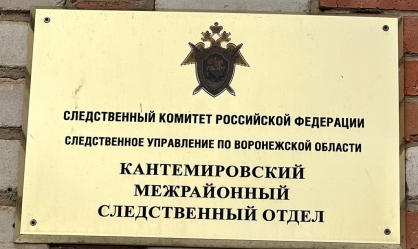 СЛЕДСТВЕННЫЙ КОМИТЕТ РОССИЙСКОЙ ФЕДЕРАЦИИ
СЛЕДСТВЕННОЕ УПРАВЛЕНИЕ ПО ВОРОНЕЖСКОЙ ОБЛАСТИ
КАНТЕМИРОВСКИЙ
МЕЖРАЙОННЫЙ
СЛЕДСТВЕННЫЙ ОТДЕЛ